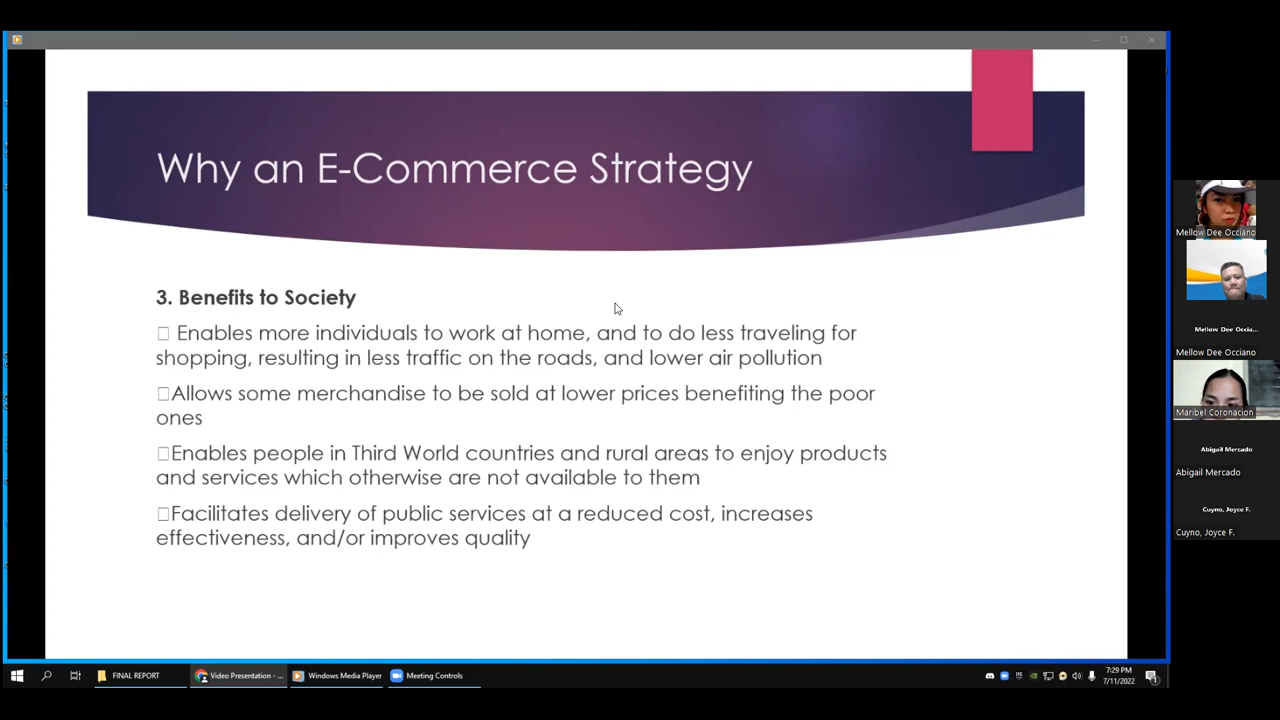 Why an E-Commerce Strategy
3. Benefits to Society
Enables more individuals to work at home, and to do less traveling for
shopping, resulting in less traffic on the roads, and lower air pollution
Allows some merchandise to be sold at lower prices benefiting the poor
ones
Enables people in Third World countries and rural areas to enjoy products
and services which otherwise are not available to them
Facilitates delivery of public services at a reduced cost, increases
effectiveness, and/or improves quality
Mellow Dee Occiano
Mellow Dee Occia...
Mellow Dee Occiano
Maribel Coronacion
Abigail Mercado
Abigail Mercado
Cuyno, Joyce F.
Cuyno, Joyce F.
FINAL REPORT
Video Presentation - ...
Windows Media Player
Meeting Controls
7:29 PM
7/11/2022